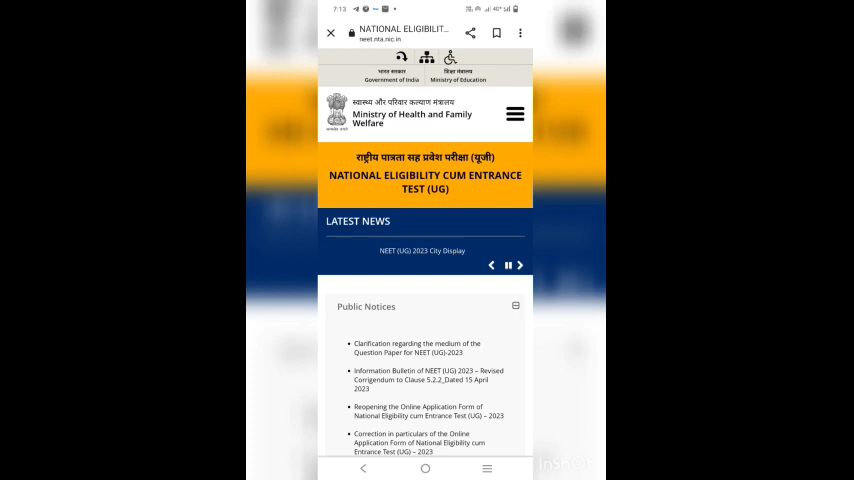 7:13
4G+
NATIONAL ELIGIBILIT...
neet.nta.nic.in
भारत सरकार
Government of India
शिक्षा मंत्रालय
Ministry of Education
स्वास्थ्य और परिवार कल्याण मंत्रालय
Ministry of Health and Family
Welfare
राष्ट्रीय पात्रता सह प्रवेश परीक्षा (यूजी)
NATIONAL ELIGIBILITY CUM ENTRANCE
TEST (UG)
LATEST NEWS
NEET (UG) 2023 City Display
Public Notices
Clarification regarding the medium of the
Question Paper for NEET (UG)-2023
Information Bulletin of NEET (UG) 2023 – Revised
Corrigendum to Clause 5.2.2_Dated 15 April
2023
Reopening the Online Application Form of
National Eligibility cum Entrance Test (UG) – 2023
Correction in particulars of the Online
Application Form of National Eligibility cum
Entrance Test (UG) – 2023
InShO